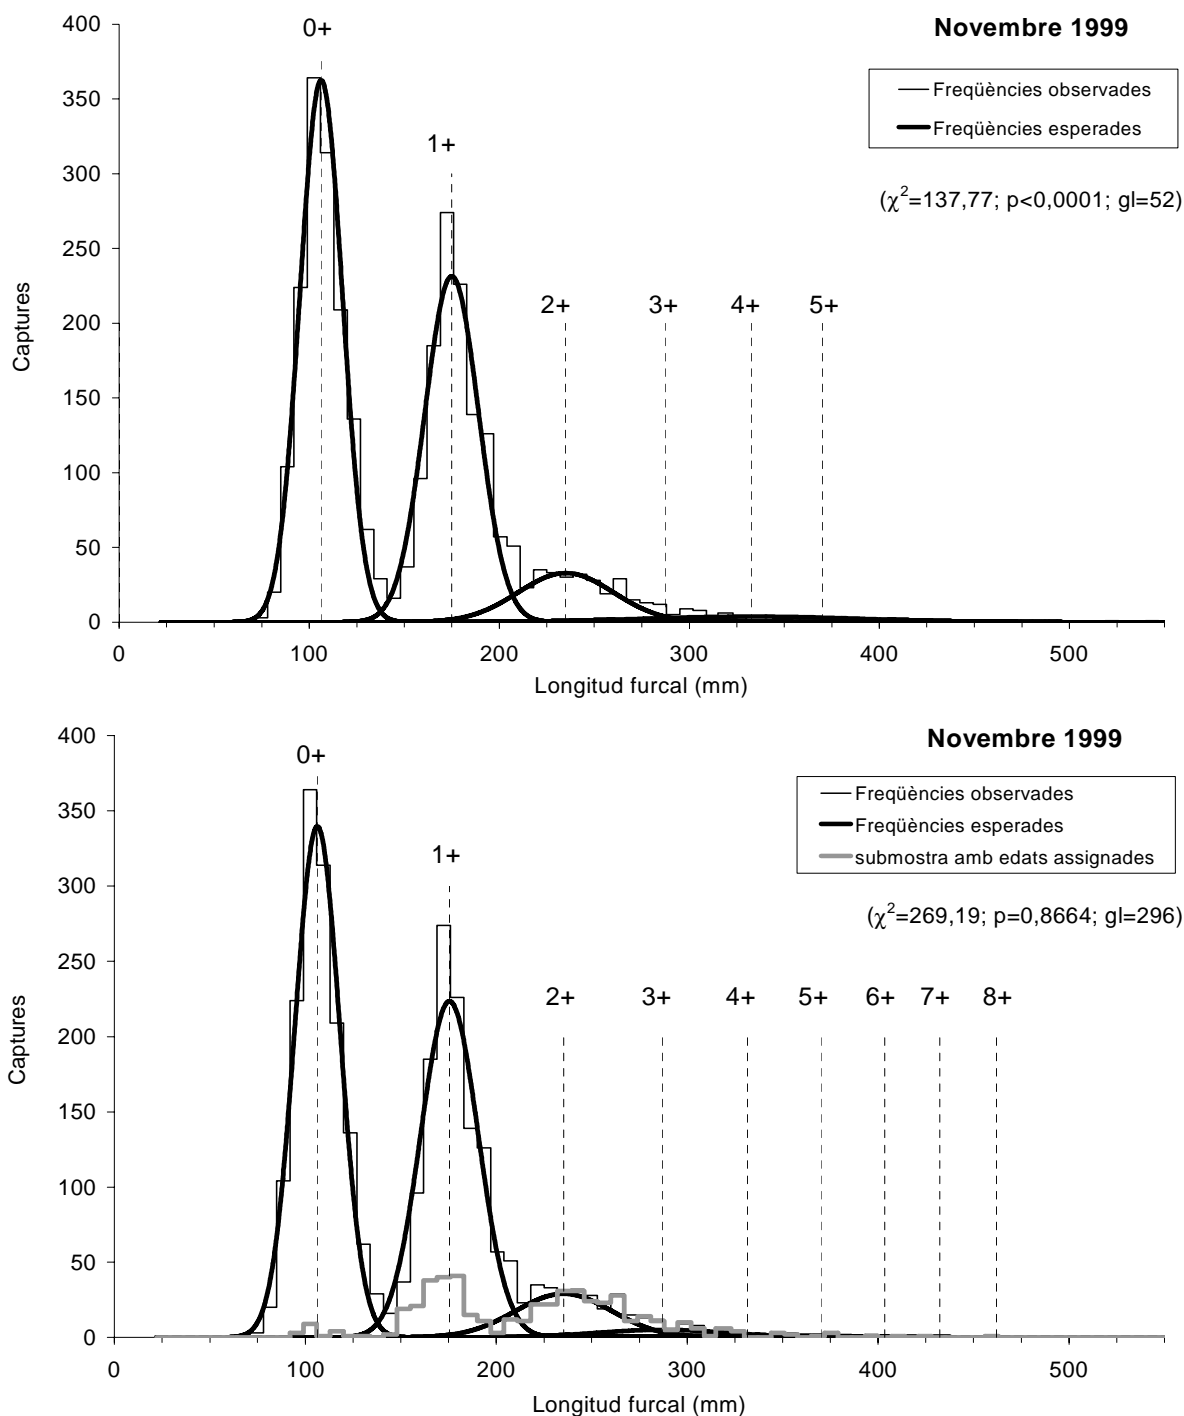 Novembre 1999
Freqüències observades
Freqüències esperades
(χ²=137,77; p<0,0001; gl=52)
0+
1+
2+ 3+ 4+ 5+
Captures
400
350
300
250
200
150
100
50
0
0 100 200 300 400 500
Longitud furcal (mm)
Novembre 1999
Freqüències observades
Freqüències esperades
submostra amb edats assignades
(χ²=269,19; p=0,8664; gl=296)
0+
1+
2+ 3+ 4+ 5+ 6+ 7+ 8+
Captures
400
350
300
250
200
150
100
50
0
0 100 200 300 400 500
Longitud furcal (mm)